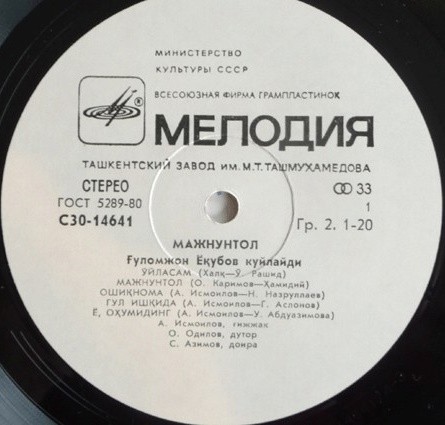 МИНИСТЕРСТВО
КУЛЬТУРЫ СССР
ВСЕСОЮЗНАЯ ФИРМА ГРАМПЛАСТИНОК
МЕЛОДИЯ
ТАШКЕНТСКИЙ ЗАВОД ИМ. М.Т. ТАШМУХАМЕДОВА
СТЕРЕО 33
ГОСТ 5289-80 1
С30-14641 Гр. 2. 1-20
МАЖНУНТОЛ
Ғуломжон Ёқубов куйлайди
ЎЙЛАСАМ (Халқ—Ў. Рашид)
МАЖНУНТОЛ (О. Каримов—Ҳамидий)
ОШИҚНОМА (А. Исмоилов—Н. Назруллаев)
ГУЛ ИШҚИДА (А. Исмоилов—Г. Аслонов)
Ё, ОҲУМИДИНГ (А. Исмоилов—У. Абдуазимова)
А. Исмоилов, гижжак
О. Одилов, дутор
С. Азимов, доира